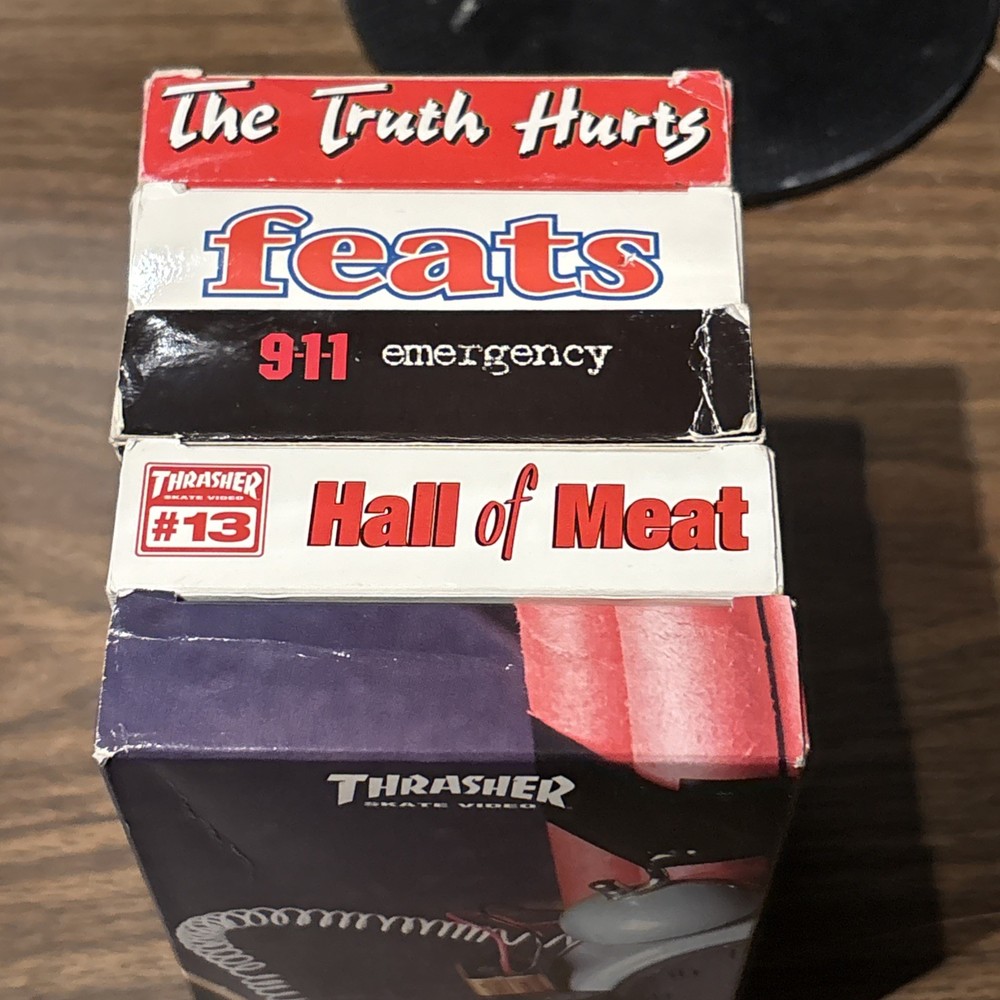 The Truth Hurts
feats
9-1-1 emergency
THRASHER
SKATE VIDEO
#13
Hall of Meat
THRASHER
SKATE VIDEO